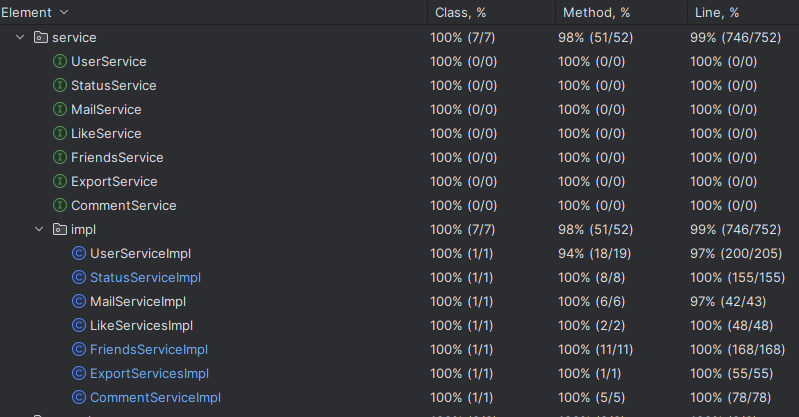 Element Class, % Method, % Line, %
service 100% (7/7) 98% (51/52) 99% (746/752)
UserService 100% (0/0) 100% (0/0) 100% (0/0)
StatusService 100% (0/0) 100% (0/0) 100% (0/0)
MailService 100% (0/0) 100% (0/0) 100% (0/0)
LikeService 100% (0/0) 100% (0/0) 100% (0/0)
FriendsService 100% (0/0) 100% (0/0) 100% (0/0)
ExportService 100% (0/0) 100% (0/0) 100% (0/0)
CommentService 100% (0/0) 100% (0/0) 100% (0/0)
impl 100% (7/7) 98% (51/52) 99% (746/752)
UserServiceImpl 100% (1/1) 94% (18/19) 97% (200/205)
StatusServiceImpl 100% (1/1) 100% (8/8) 100% (155/155)
MailServiceImpl 100% (1/1) 100% (6/6) 97% (42/43)
LikeServicesImpl 100% (1/1) 100% (2/2) 100% (48/48)
FriendsServiceImpl 100% (1/1) 100% (11/11) 100% (168/168)
ExportServicesImpl 100% (1/1) 100% (1/1) 100% (55/55)
CommentServiceImpl 100% (1/1) 100% (5/5) 100% (78/78)